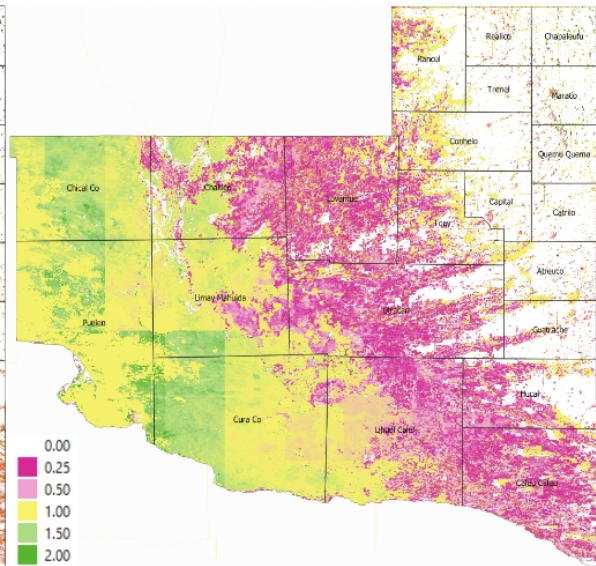 Realico
Chapaleufu
Rancul
Trenel
Maraco
Conhelo
Quemu Quemu
Chical Co
Chalileo
Loventue
Capital
Catrilo
Toay
Atreuco
Limay Mahuida
Utracan
Puelen
Guatrache
Hucal
Cura Co
Lihuel Calel
Caleu Caleu
0.00
0.25
0.50
1.00
1.50
2.00